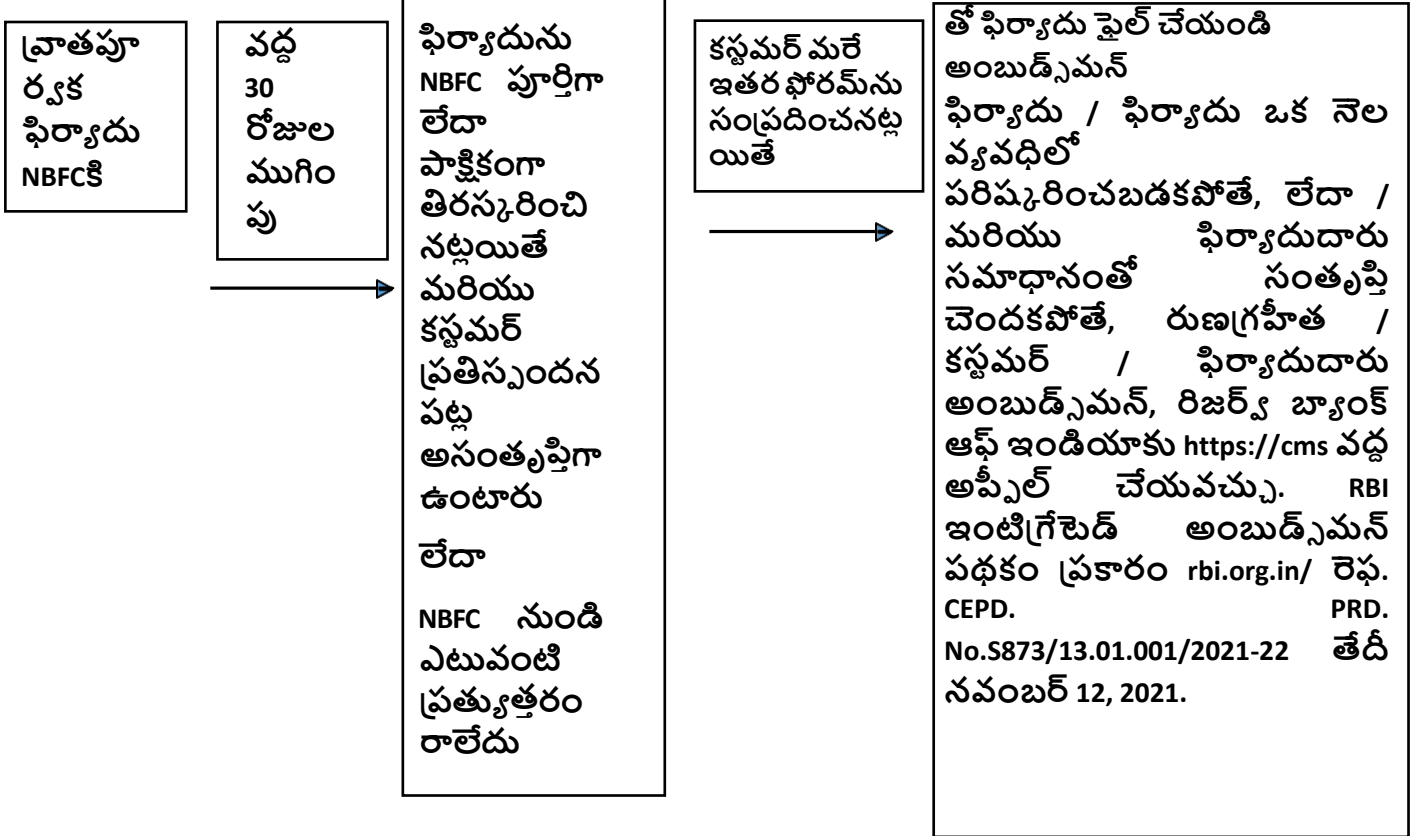 వ్రాతపూ
ర్వక
ఫిర్యాదు
NBFCకి
వద్ద
30
రోజుల
ముగిం
పు
ఫిర్యాదును
NBFC పూర్తిగా
లేదా
పాక్షికంగా
తిరస్కరించి
నట్లయితే
మరియు
కస్టమర్
ప్రతిస్పందన
పట్ల
అసంతృప్తిగా
ఉంటారు
లేదా
NBFC నుండి
ఎటువంటి
ప్రత్యుత్తరం
రాలేదు
కస్టమర్ మరే
ఇతర ఫోరమ్‌ను
సంప్రదించనట్ల
యితే
తో ఫిర్యాదు ఫైల్ చేయండి
అంబుడ్స్‌మన్
ఫిర్యాదు / ఫిర్యాదు ఒక నెల
వ్యవధిలో
పరిష్కరించబడకపోతే, లేదా /
మరియు ఫిర్యాదుదారు
సమాధానంతో సంతృప్తి
చెందకపోతే, రుణగ్రహీత /
కస్టమర్ / ఫిర్యాదుదారు
అంబుడ్స్‌మన్, రిజర్వ్ బ్యాంక్
ఆఫ్ ఇండియాకు https://cms వద్ద
అప్పీల్ చేయవచ్చు. RBI
ఇంటిగ్రేటెడ్ అంబుడ్స్‌మన్
పథకం ప్రకారం rbi.org.in/ రెఫ.
CEPD. PRD.
No.S873/13.01.001/2021-22 తేదీ
నవంబర్ 12, 2021.